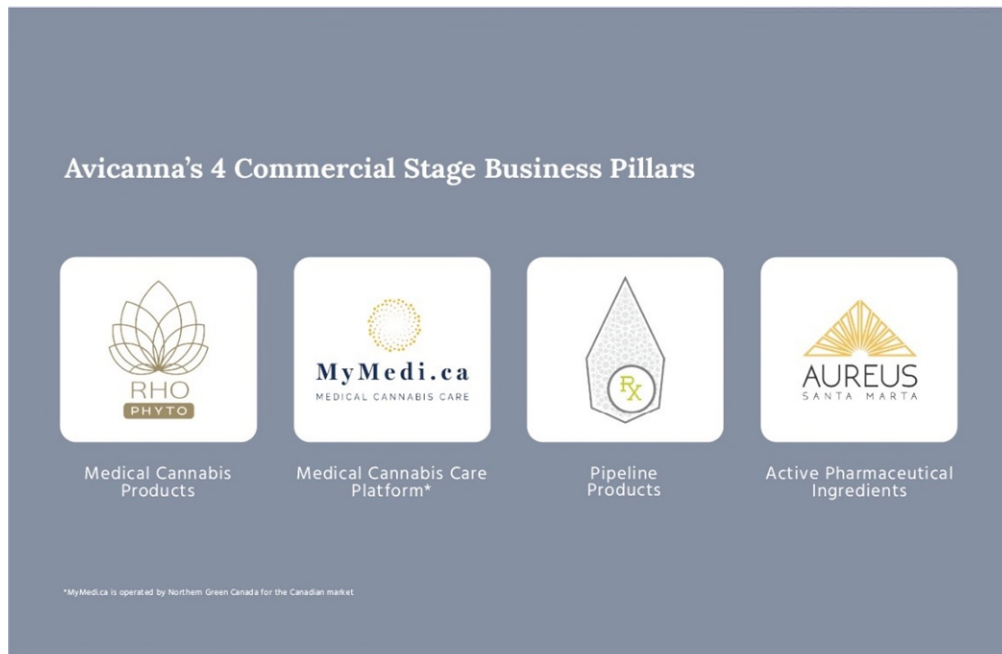 Avicanna’s 4 Commercial Stage Business Pillars
RHO
PHYTO
MyMedi.ca
MEDICAL CANNABIS CARE
RX
AUREUS
SANTA MARTA
Medical Cannabis
Products
Medical Cannabis Care
Platform*
Pipeline
Products
Active Pharmaceutical
Ingredients
*MyMedi.ca is operated by Northern Green Canada for the Canadian market